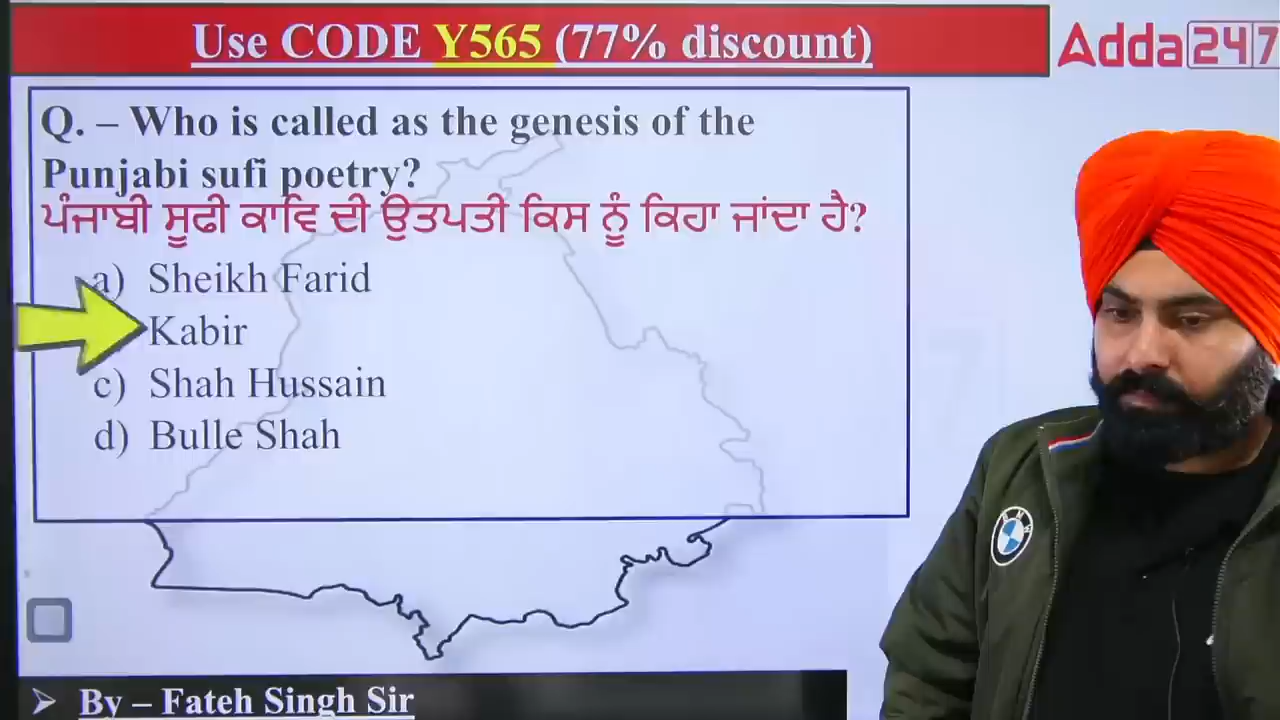 Use CODE Y565 (77% discount)
Adda247
Q. – Who is called as the genesis of the
Punjabi sufi poetry?
ਪੰਜਾਬੀ ਸੂਫੀ ਕਾਵਿ ਦੀ ਉਤਪਤੀ ਕਿਸ ਨੂੰ ਕਿਹਾ ਜਾਂਦਾ ਹੈ?
a) Sheikh Farid
Kabir
c) Shah Hussain
d) Bulle Shah
BMW
➢ By – Fateh Singh Sir